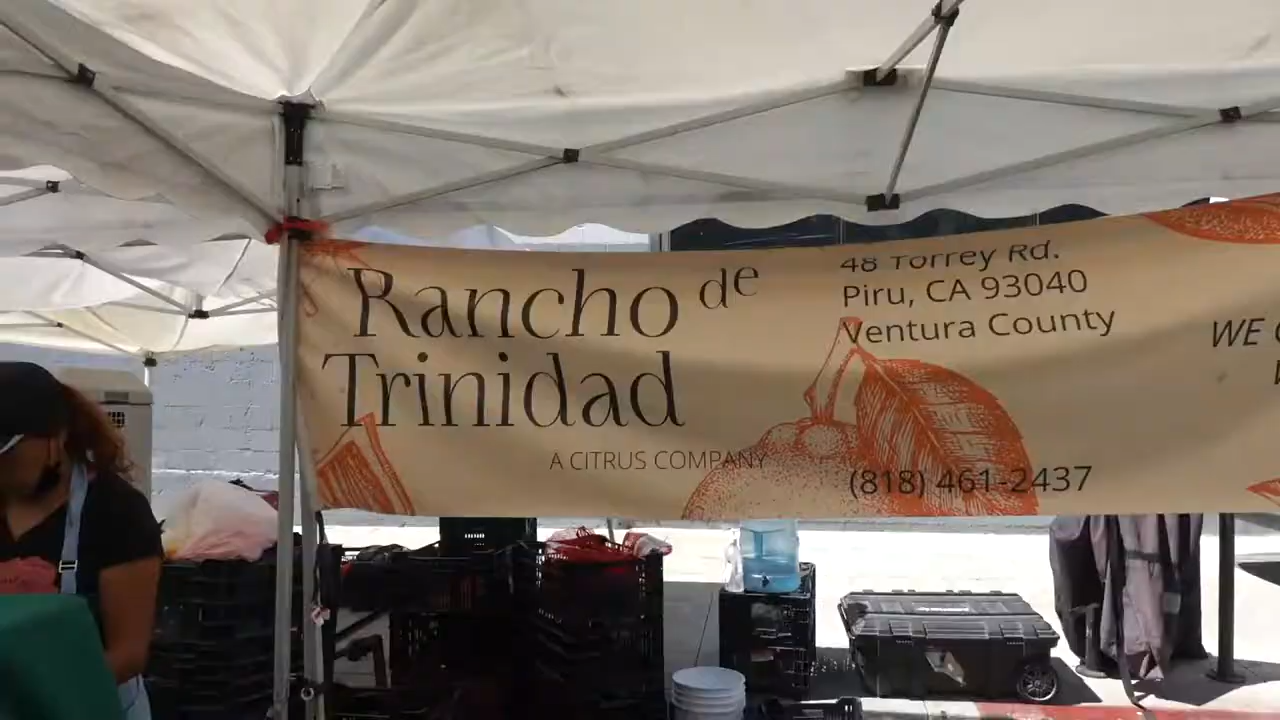 Rancho de
Trinidad
A CITRUS COMPANY
48 Torrey Rd.
Piru, CA 93040
Ventura County
(818) 461-2437
WE